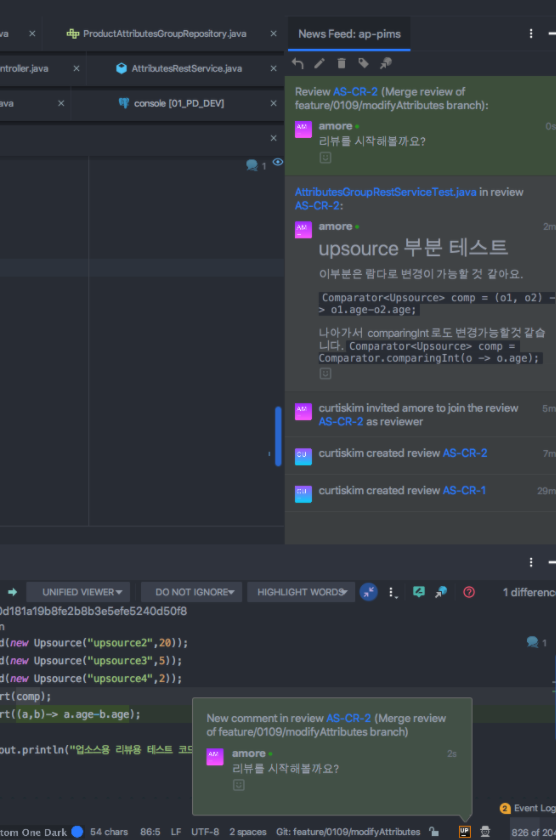 va
ProductAttributesGroupRepository.java
News Feed: ap-pims
ntroller.java
AttributesRestService.java
ava
console [01_PD_DEV]
Review AS-CR-2 (Merge review of
feature/0109/modifyAttributes branch):
AM
amore
0s
리뷰를 시작해볼까요?
1
AttributesGroupRestServiceTest.java in review
AS-CR-2:
AM
amore
2m
upsource 부분 테스트
이부분은 람다로 변경이 가능할 것 같아요.
Comparator<Upsource> comp = (o1, o2) -
> o1.age-o2.age;
나아가서 comparingInt 로도 변경가능할것 같습
니다. Comparator<Upsource> comp =
Comparator.comparingInt(o -> o.age);
AM
curtiskim invited amore to join the review
AS-CR-2 as reviewer
5m
CU
curtiskim created review AS-CR-2
7m
CU
curtiskim created review AS-CR-1
29m
UNIFIED VIEWER
DO NOT IGNORE
HIGHLIGHT WORDS
1 difference
0d181a19b8fe2b8b3e5efe5240d50f8
n
d(new Upsource("upsource2",20));
1
d(new Upsource("upsource3",5));
d(new Upsource("upsource4",2));
rt(comp);
rt((a,b)-> a.age-b.age);
out.println("업소스용 리뷰용 테스트 코드
New comment in review AS-CR-2 (Merge review
of feature/0109/modifyAttributes branch)
AM
amore
2s
리뷰를 시작해볼까요?
2 Event Log
tom One Dark
54 chars
86:5
LF
UTF-8
2 spaces
Git: feature/0109/modifyAttributes
UP
826 of 204